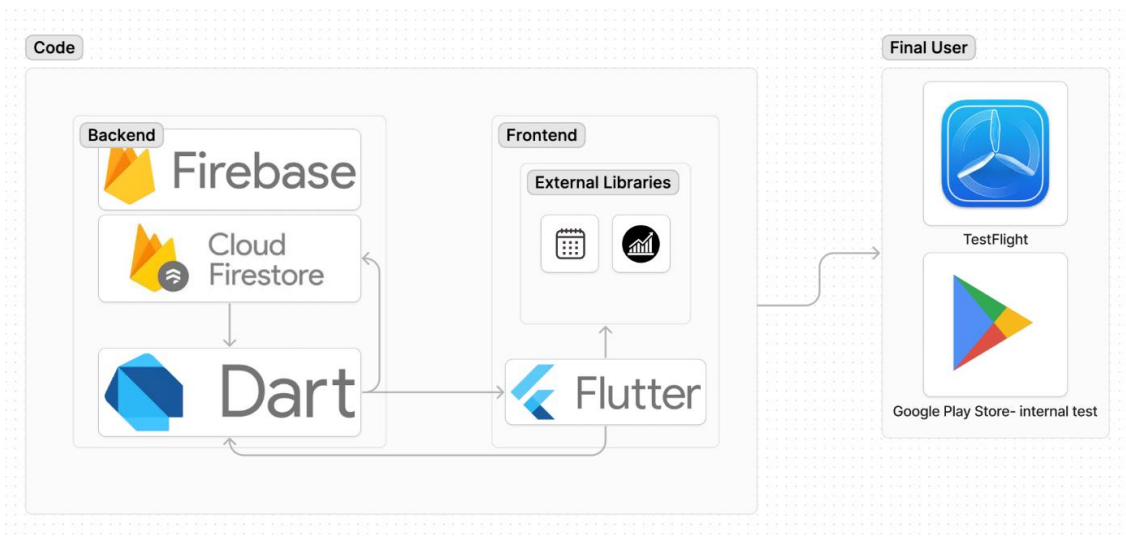 Code
Final User
Backend
Frontend
Firebase
External Libraries
Cloud
Firestore
TestFlight
Dart
Flutter
Google Play Store- internal test